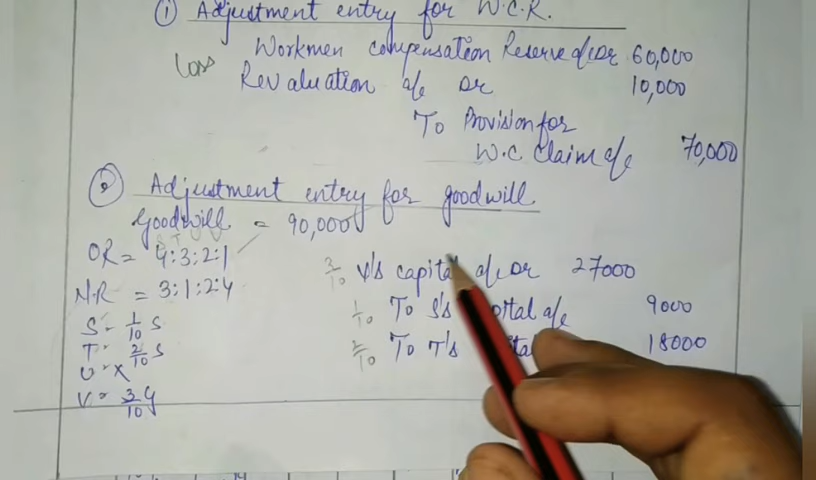 ① Adjustment entry for W.C.R.
Workmen Compensation Reserve a/c Dr 60,000
Loss
Revaluation a/c Dr 10,000
To Provision for
W.C Claim a/c 70,000
② Adjustment entry for goodwill
Goodwill = 90,000
S T U V
OR = 4:3:2:1
N.R = 3:1:2:4
S - 1/10 S
T - 2/10 S
U - X
V = 3/10 G
3/10 V's capital a/c Dr 27000
1/10 To S's a/c 9000
2/10 To T's 18000